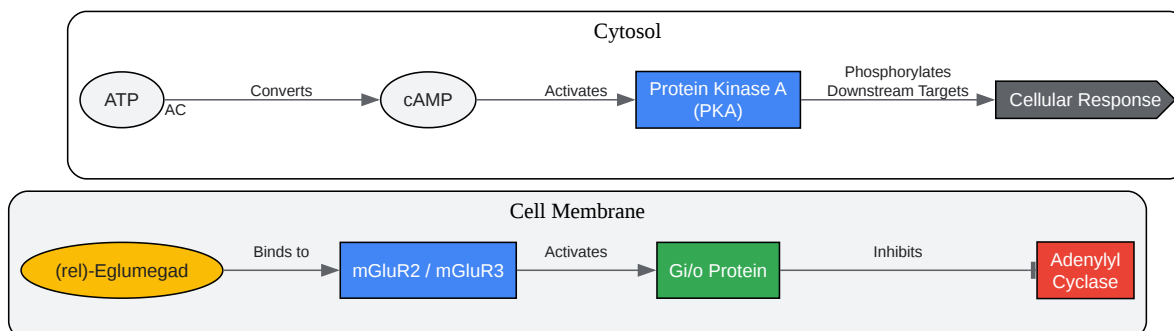 Cytosol
ATP
AC
Converts
cAMP
Activates
Protein Kinase A
(PKA)
Phosphorylates
Downstream Targets
Cellular Response
Cell Membrane
(rel)-Eglumegad
Binds to
mGluR2 / mGluR3
Activates
Gi/o Protein
Inhibits
Adenylyl
Cyclase